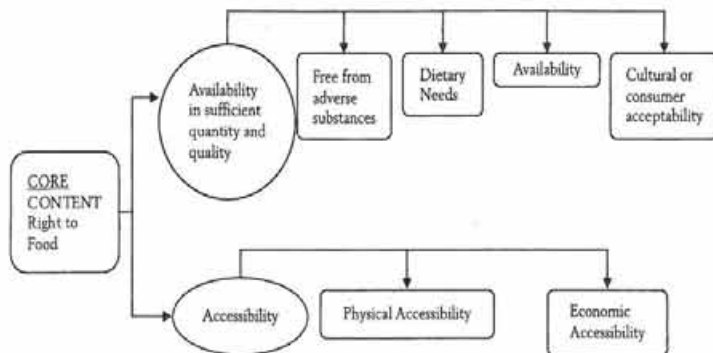 CORE
CONTENT
Right to
Food
Availability
in sufficient
quantity and
quality
Free from
adverse
substances
Dietary
Needs
Availability
Cultural or
consumer
acceptability
Accessibility
Physical Accessibility
Economic
Accessibility